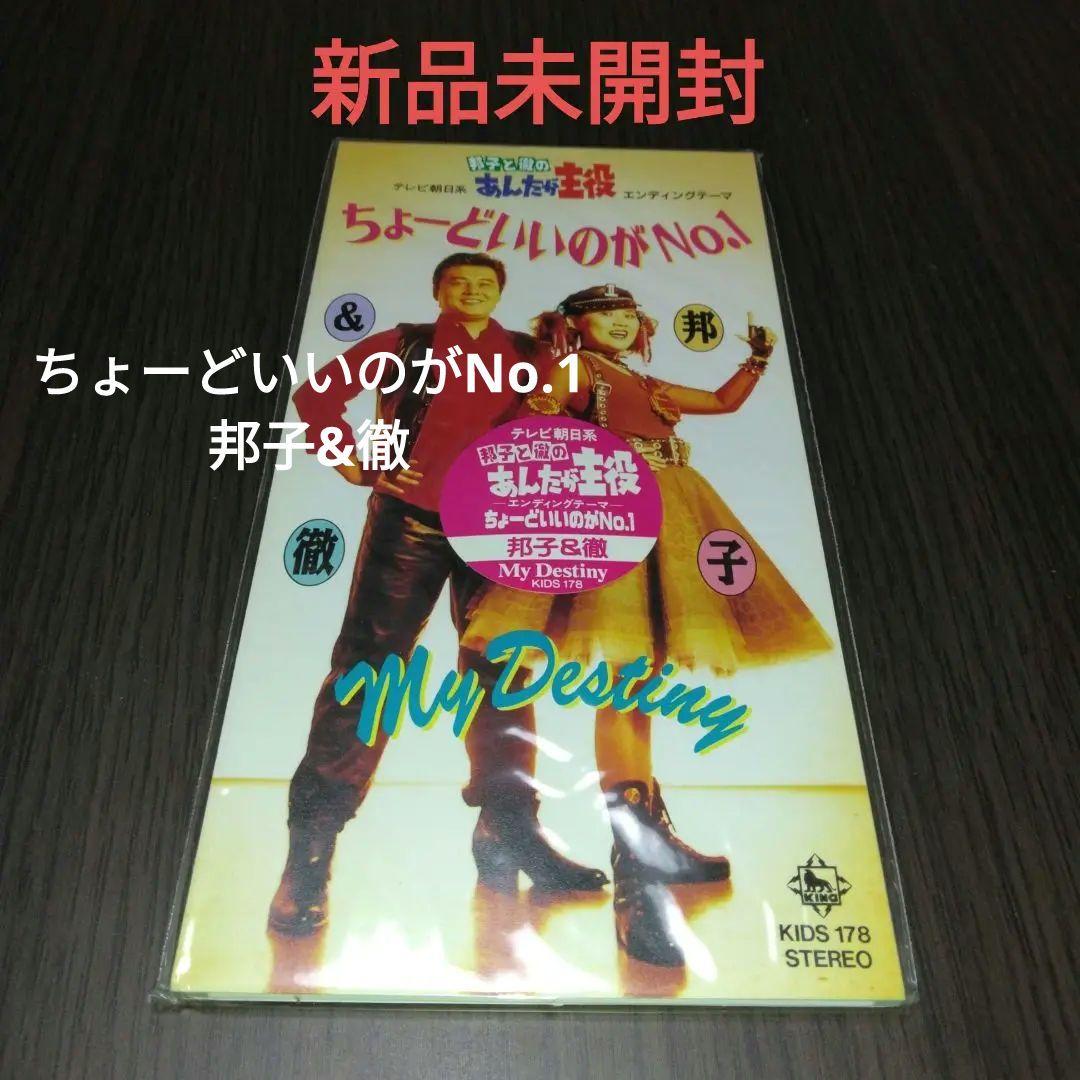 新品未開封
邦子と徹の
テレビ朝日系 あんたが主役 エンディングテーマ
ちょーどいいのがNo.1
&
邦
ちょーどいいのがNo.1
邦子&徹
テレビ朝日系
邦子と徹の
あんたが主役
エンディングテーマ
ちょーどいいのがNo.1
邦子&徹
My Destiny
KIDS 178
徹
子
My Destiny
KING
KIDS 178
STEREO